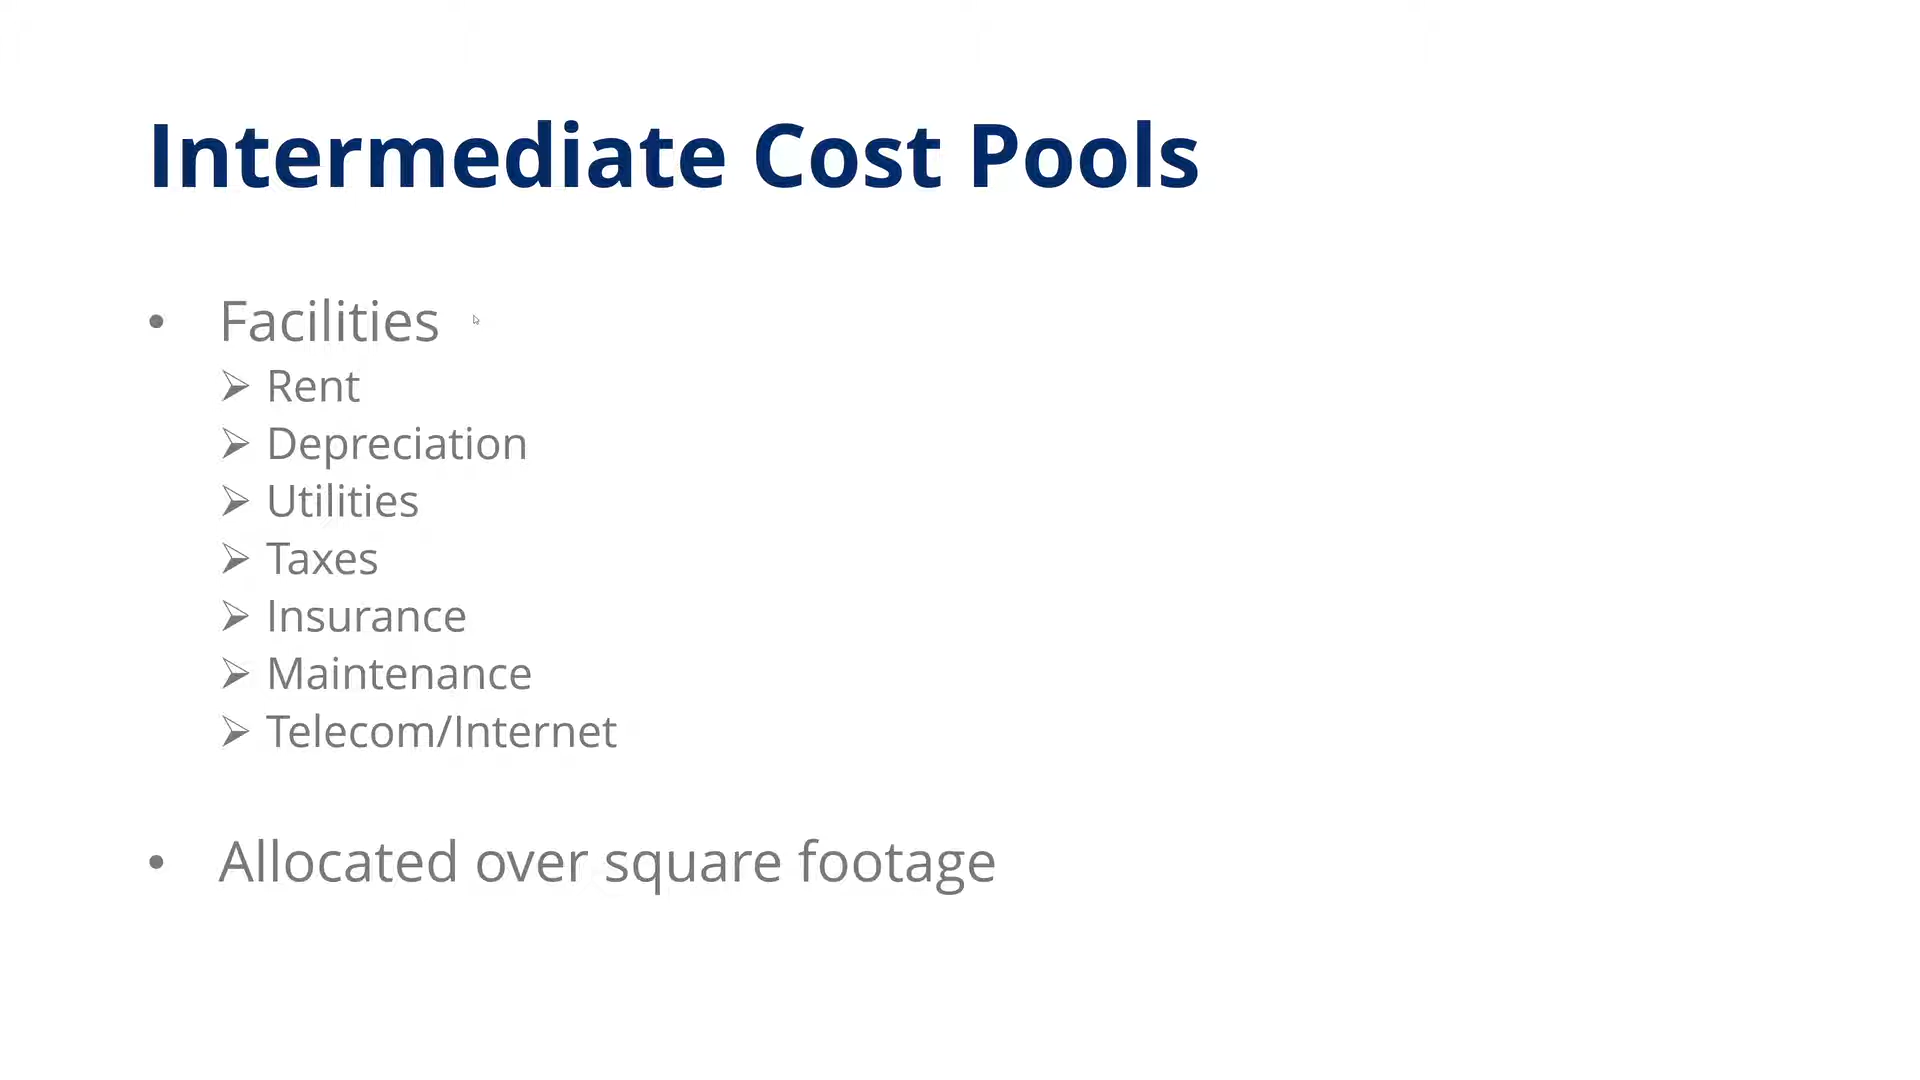 Intermediate Cost Pools
• Facilities
➢ Rent
➢ Depreciation
➢ Utilities
➢ Taxes
➢ Insurance
➢ Maintenance
➢ Telecom/Internet
• Allocated over square footage